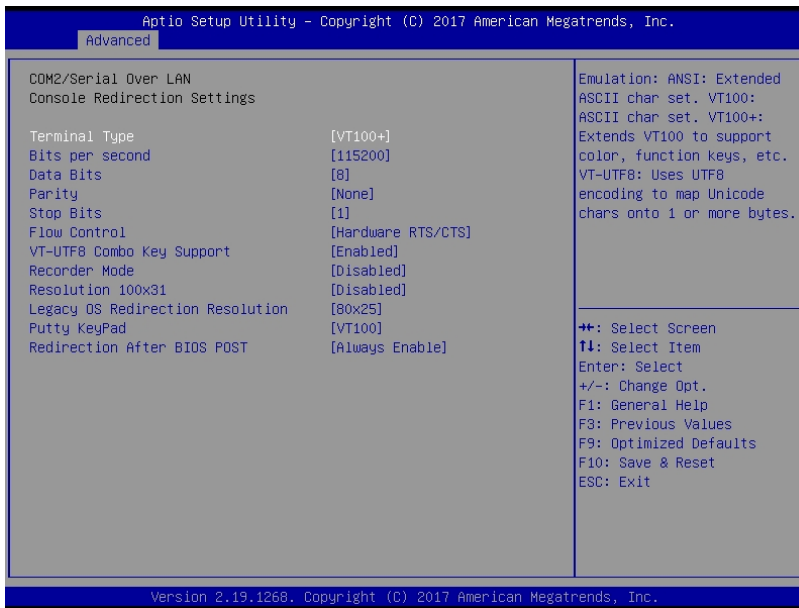 Aptio Setup Utility – Copyright (C) 2017 American Megatrends, Inc.
Advanced
COM2/Serial Over LAN
Console Redirection Settings
Terminal Type [VT100+]
Bits per second [115200]
Data Bits [8]
Parity [None]
Stop Bits [1]
Flow Control [Hardware RTS/CTS]
VT-UTF8 Combo Key Support [Enabled]
Recorder Mode [Disabled]
Resolution 100x31 [Disabled]
Legacy OS Redirection Resolution [80x25]
Putty KeyPad [VT100]
Redirection After BIOS POST [Always Enable]
Emulation: ANSI: Extended
ASCII char set. VT100:
ASCII char set. VT100+:
Extends VT100 to support
color, function keys, etc.
VT-UTF8: Uses UTF8
encoding to map Unicode
chars onto 1 or more bytes.
→←: Select Screen
↑↓: Select Item
Enter: Select
+/-: Change Opt.
F1: General Help
F3: Previous Values
F9: Optimized Defaults
F10: Save & Reset
ESC: Exit
Version 2.19.1268. Copyright (C) 2017 American Megatrends, Inc.